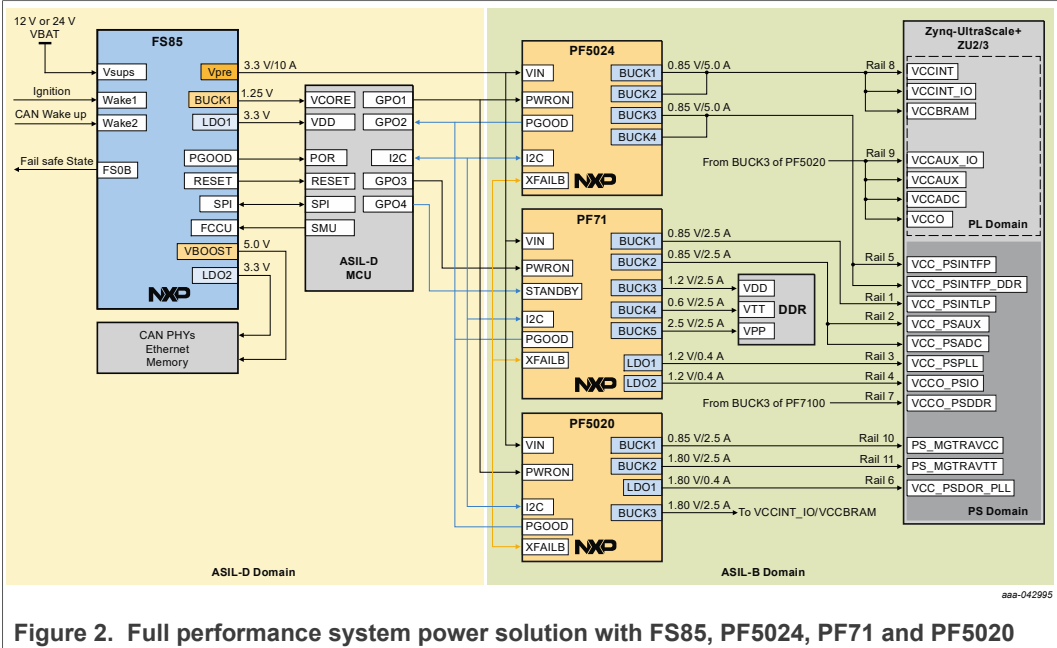 12 V or 24 V
VBAT
FS85
Vsups
Vpre
3.3 V/10 A
Ignition
Wake1
BUCK1
1.25 V
CAN Wake up
Wake2
LDO1
3.3 V
Fail safe State
FS0B
PGOOD
RESET
SPI
FCCU
VBOOST
5.0 V
LDO2
3.3 V
NXP
CAN PHYs
Ethernet
Memory
VCORE
GPO1
VDD
GPO2
POR
I2C
RESET
GPO3
SPI
GPO4
SMU
ASIL-D
MCU
ASIL-D Domain
PF5024
VIN
BUCK1
0.85 V/5.0 A
PWRON
BUCK2
PGOOD
BUCK3
0.85 V/5.0 A
BUCK4
I2C
XFAILB
NXP
PF71
VIN
BUCK1
0.85 V/2.5 A
PWRON
BUCK2
0.85 V/2.5 A
STANDBY
BUCK3
1.2 V/2.5 A
I2C
BUCK4
0.6 V/2.5 A
PGOOD
BUCK5
2.5 V/2.5 A
XFAILB
LDO1
1.2 V/0.4 A
LDO2
1.2 V/0.4 A
NXP
VDD
VTT
VPP
DDR
From BUCK3 of PF7100
PF5020
VIN
BUCK1
0.85 V/2.5 A
PWRON
BUCK2
1.80 V/2.5 A
LDO1
1.80 V/0.4 A
I2C
BUCK3
1.80 V/2.5 A
To VCCINT_IO/VCCBRAM
PGOOD
XFAILB
NXP
ASIL-B Domain
Zynq-UltraScale+
ZU2/3
Rail 8
VCCINT
VCCINT_IO
VCCBRAM
From BUCK3 of PF5020
Rail 9
VCCAUX_IO
VCCAUX
VCCADC
VCCO
PL Domain
Rail 5
VCC_PSINTFP
VCC_PSINTFP_DDR
Rail 1
VCC_PSINTLP
Rail 2
VCC_PSAUX
VCC_PSADC
Rail 3
VCC_PSPLL
Rail 4
VCCO_PSIO
Rail 7
VCCO_PSDDR
Rail 10
PS_MGTRAVCC
Rail 11
PS_MGTRAVTT
Rail 6
VCC_PSDOR_PLL
PS Domain
aaa-042995
Figure 2. Full performance system power solution with FS85, PF5024, PF71 and PF5020